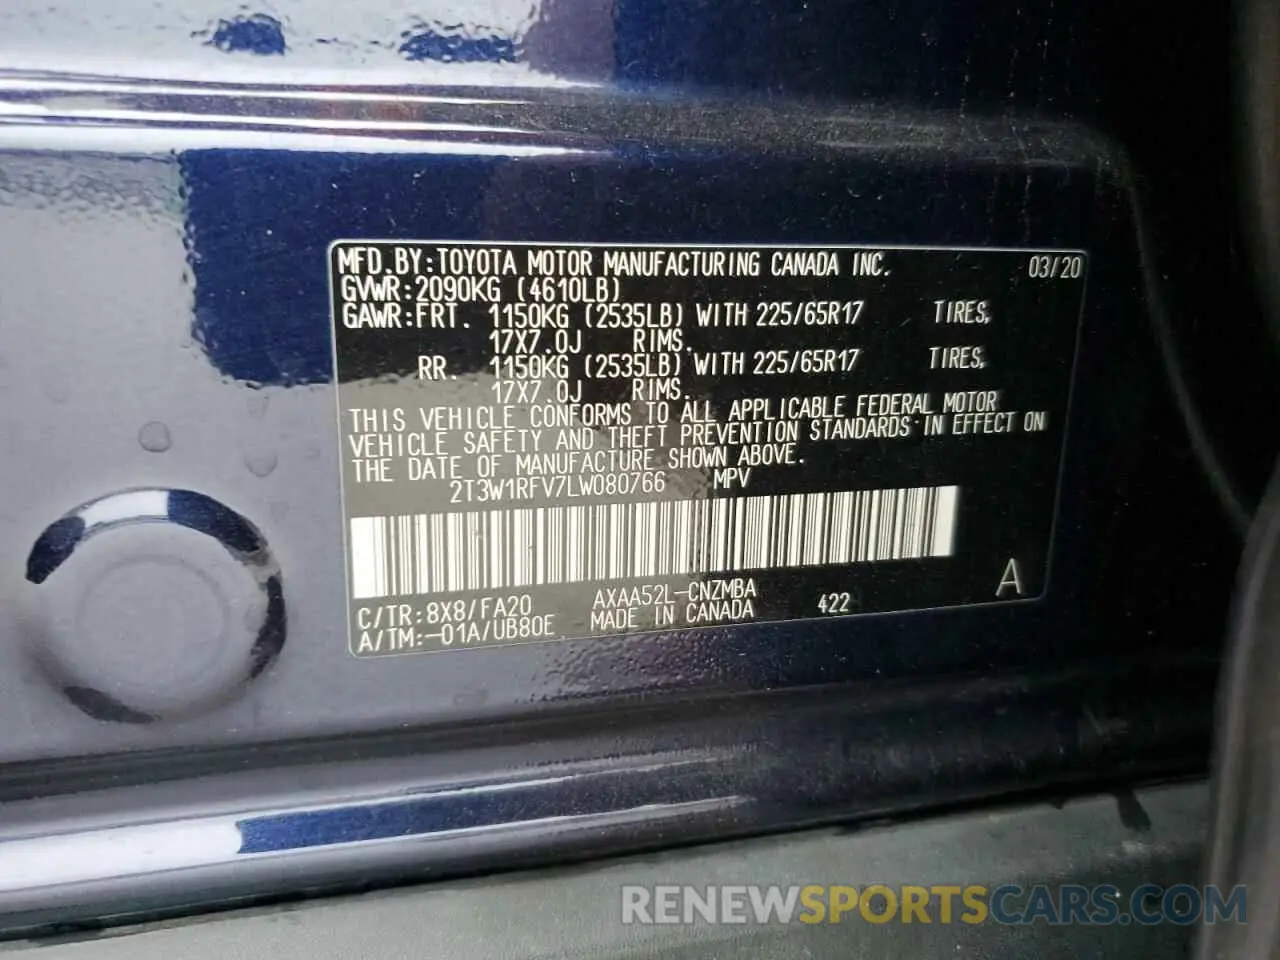 MFD.BY:TOYOTA MOTOR MANUFACTURING CANADA INC. 03/20
GVWR:2090KG (4610LB)
GAWR:FRT. 1150KG (2535LB) WITH 225/65R17 TIRES,
17X7.0J RIMS.
RR. 1150KG (2535LB) WITH 225/65R17 TIRES,
17X7.0J RIMS.
THIS VEHICLE CONFORMS TO ALL APPLICABLE FEDERAL MOTOR
VEHICLE SAFETY AND THEFT PREVENTION STANDARDS IN EFFECT ON
THE DATE OF MANUFACTURE SHOWN ABOVE.
2T3W1RFV7LW080766 MPV
C/TR:8X8/FA20 AXAA52L-CNZMBA A
A/TM:-01A/UB80E MADE IN CANADA 422
RENEWSPORTSCARS.COM